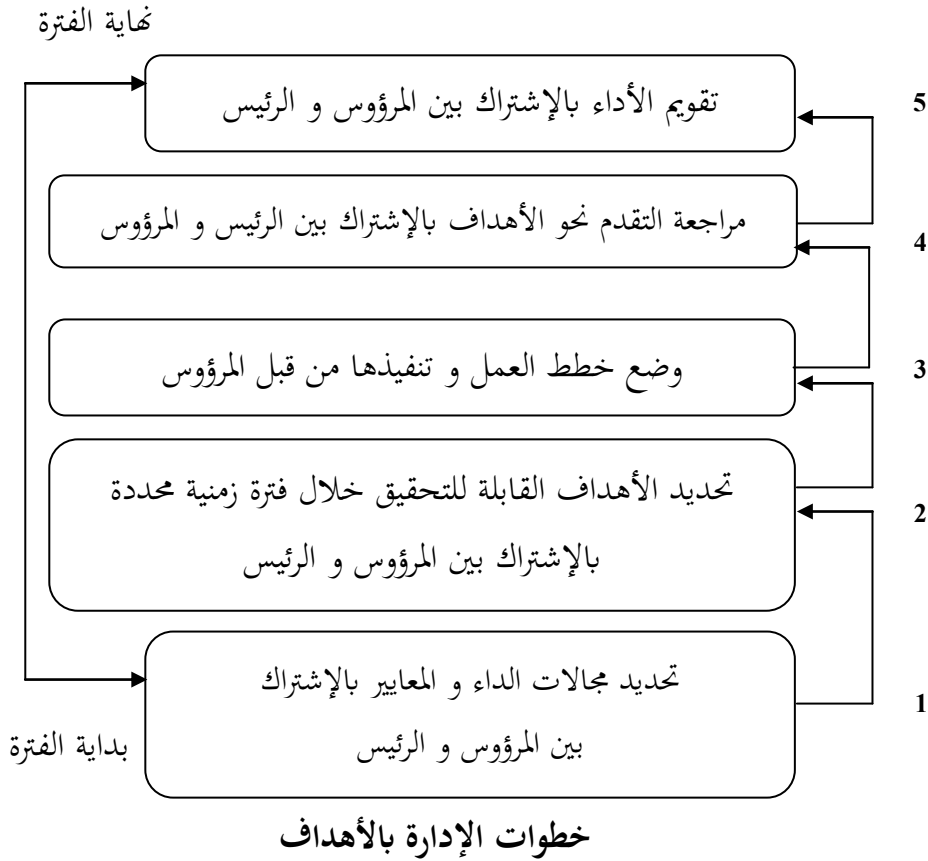 نهاية الفترة
تقويم الأداء بالإشتراك بين المرؤوس و الرئيس
5
مراجعة التقدم نحو الأهداف بالإشتراك بين الرئيس و المرؤوس
4
وضع خطط العمل و تنفيذها من قبل المرؤوس
3
تحديد الأهداف القابلة للتحقيق خلال فترة زمنية محددة
بالإشتراك بين المرؤوس و الرئيس
2
تحديد مجالات الداء و المعايير بالإشتراك
بين المرؤوس و الرئيس
1
بداية الفترة
خطوات الإدارة بالأهداف